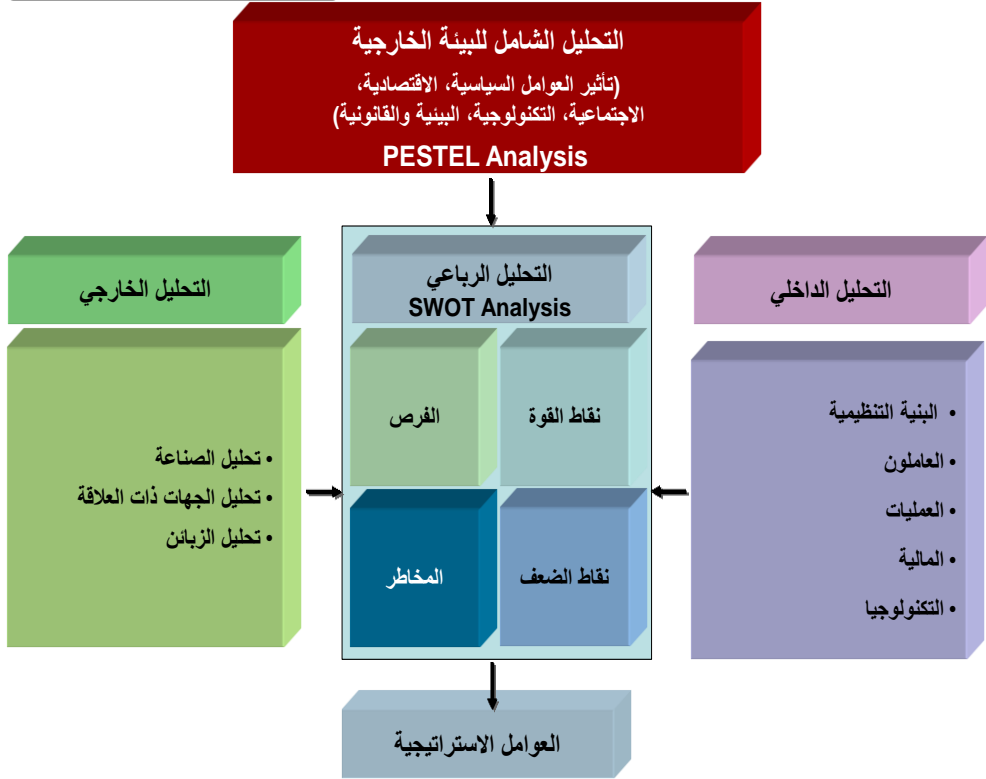 التحليل الشامل للبيئة الخارجية
(تأثير العوامل السياسية، الاقتصادية،
الاجتماعية، التكنولوجية، البيئية والقانونية)
PESTEL Analysis
التحليل الداخلي
• البنية التنظيمية
• العاملون
• العمليات
• المالية
• التكنولوجيا
التحليل الرباعي
SWOT Analysis
نقاط القوة
الفرص
نقاط الضعف
المخاطر
التحليل الخارجي
• تحليل الصناعة
• تحليل الجهات ذات العلاقة
• تحليل الزبائن
العوامل الاستراتيجية